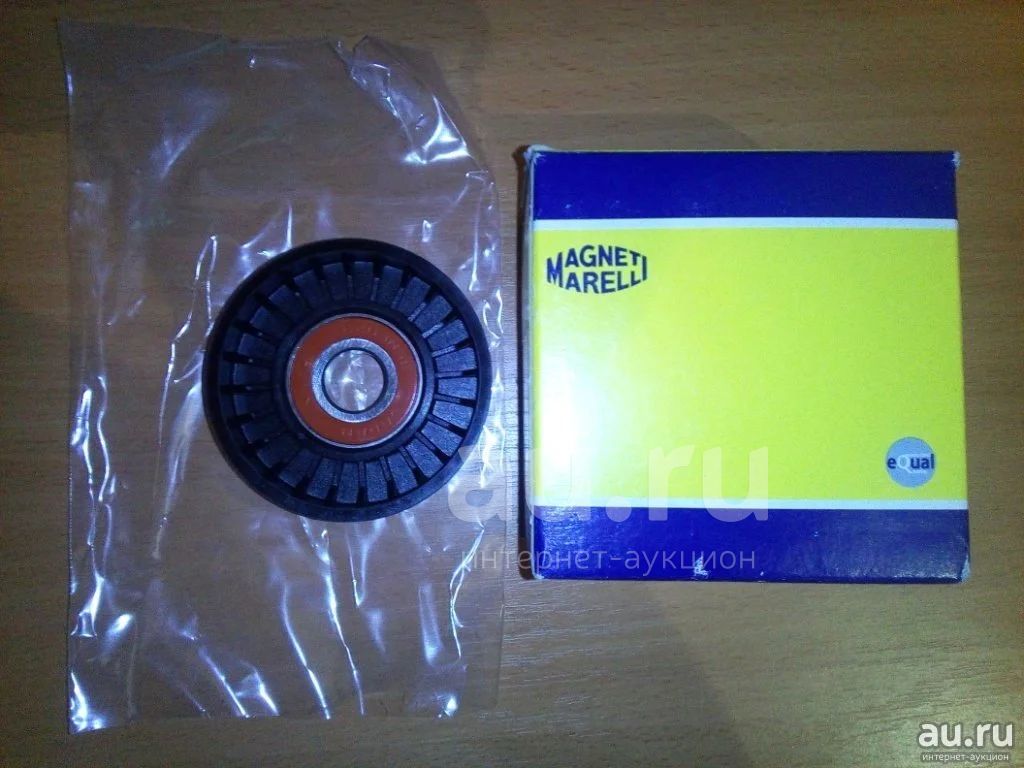 MAGNETI
MARELLI
eQual
au.ru
интернет-аукцион
au.ru
интернет-аукцион